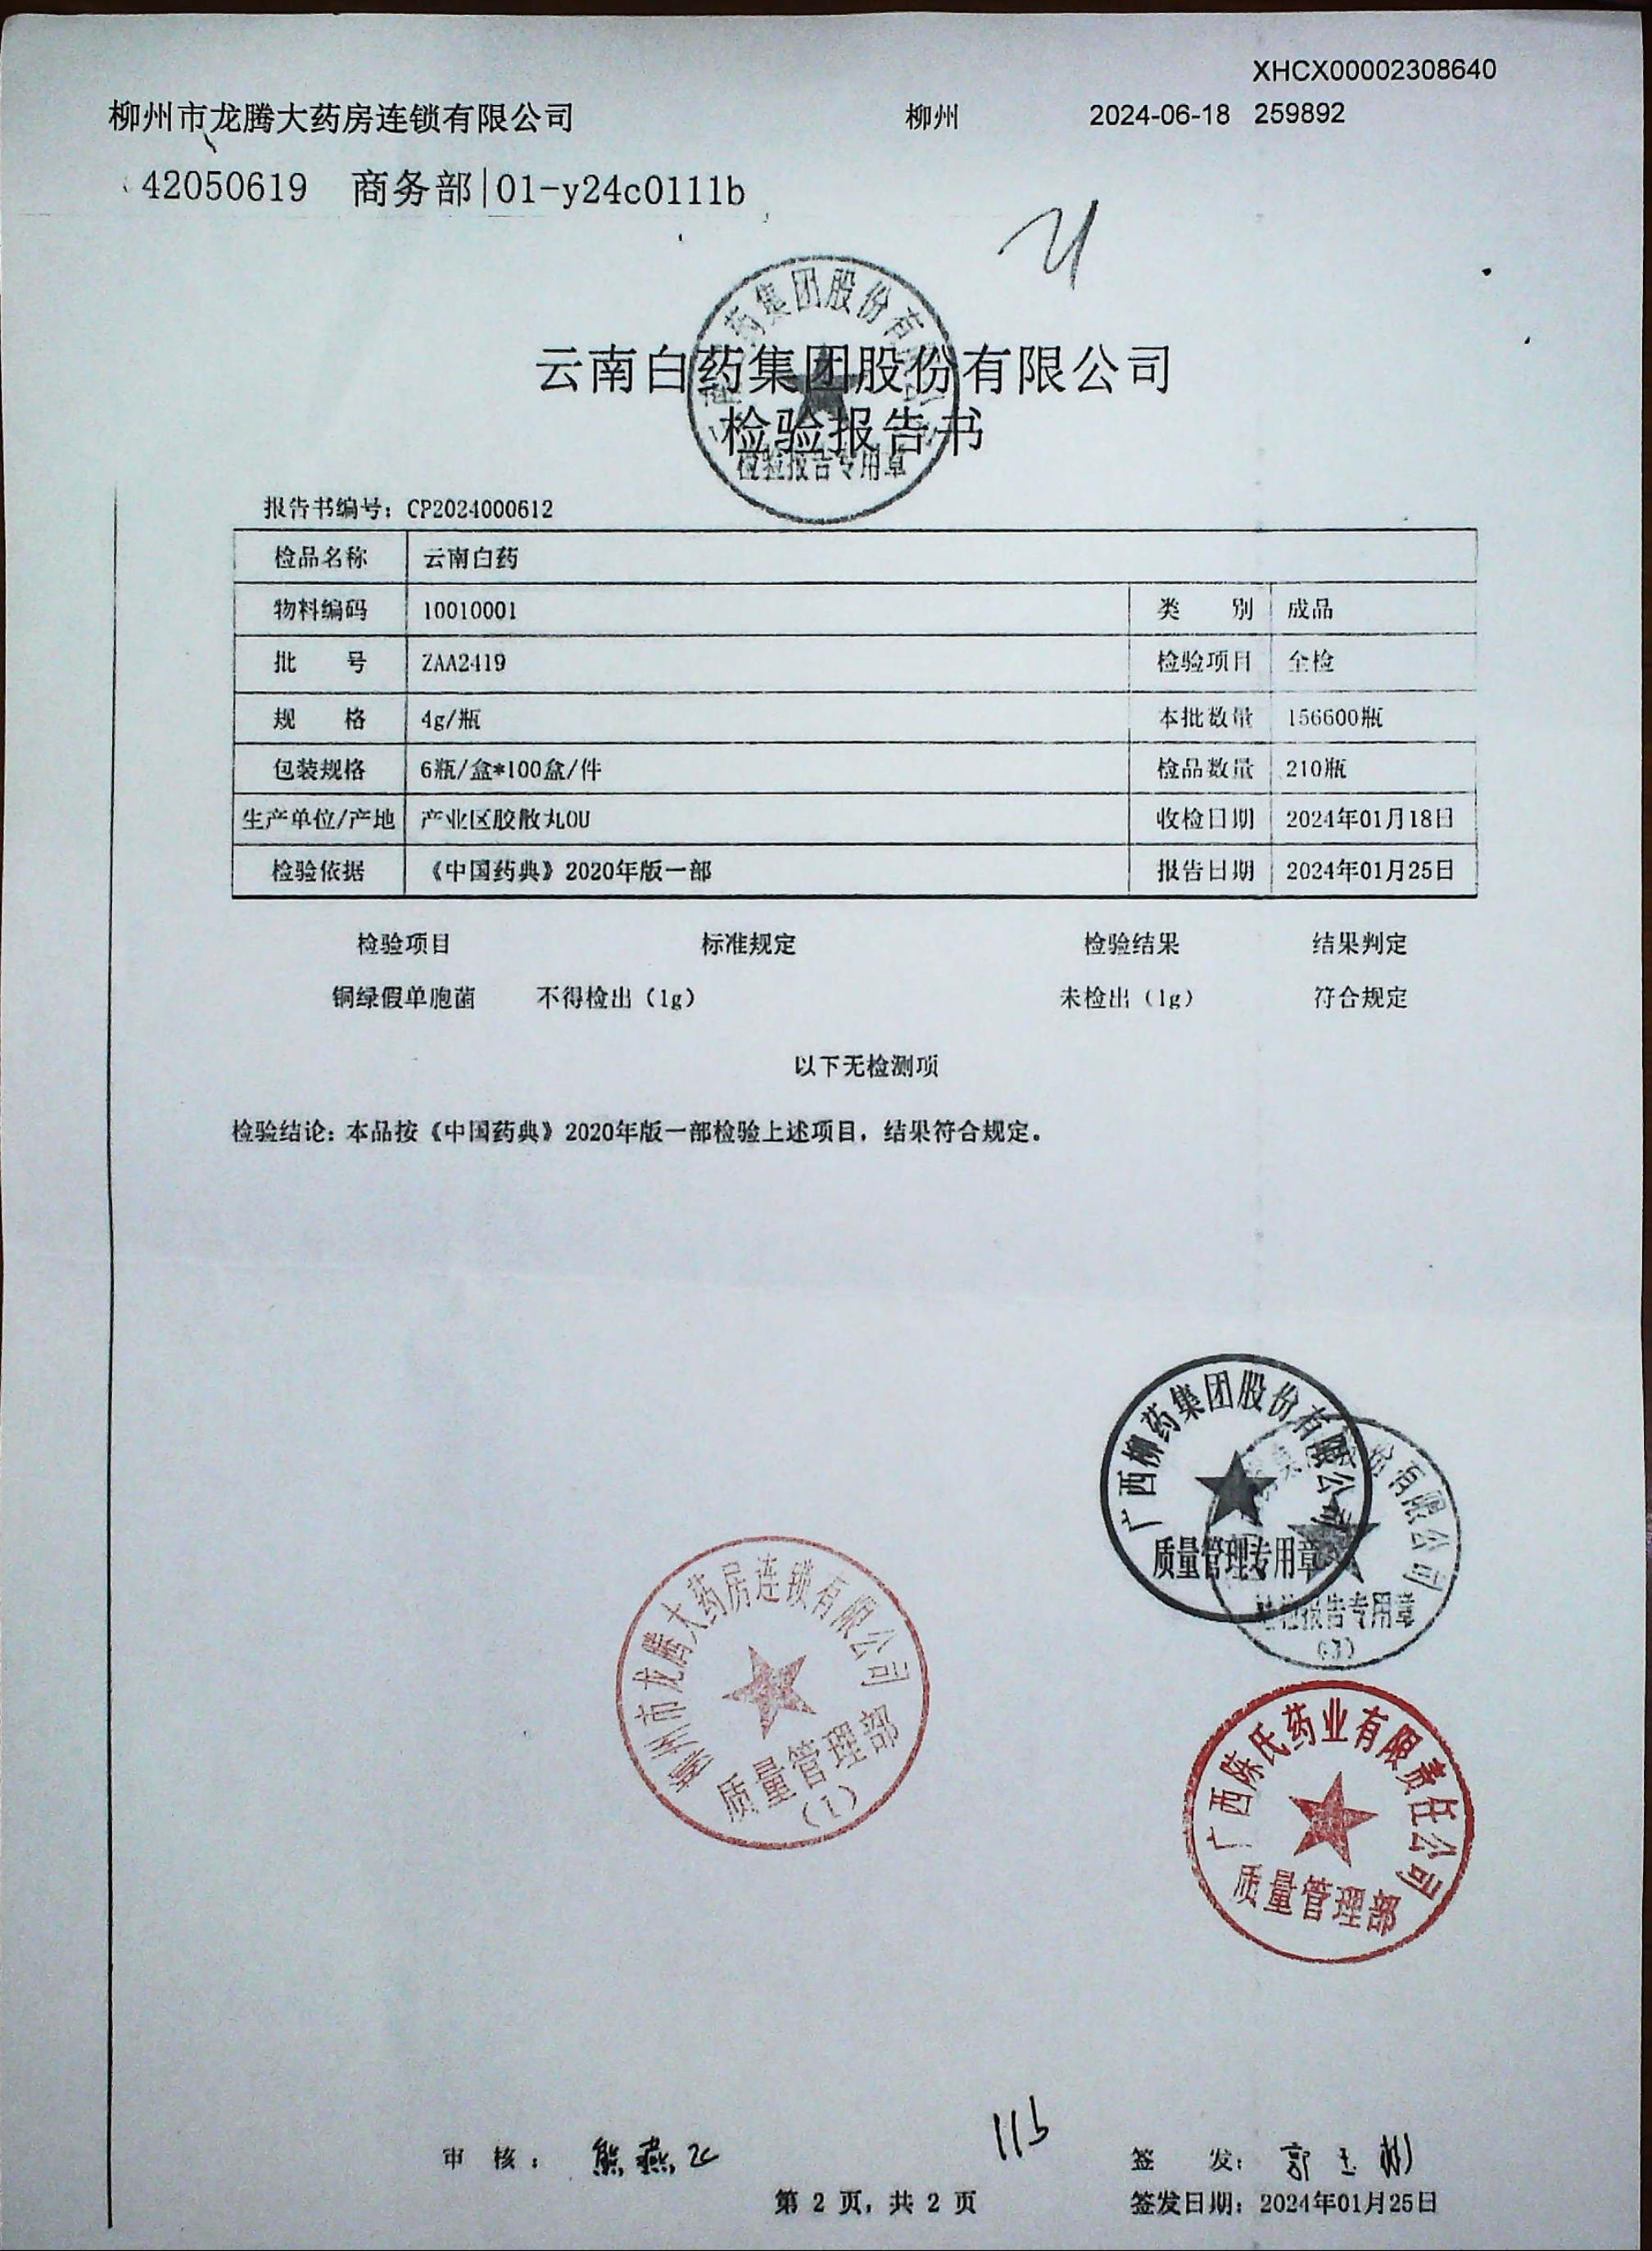 XHCX00002308640
柳州市龙腾大药房连锁有限公司 柳州 2024-06-18 259892
42050619 商务部|01-y24c0111b
云南白药集团股份有限公司
检验报告书
检验报告专用章
报告书编号：CP2024000612
检品名称 云南白药
物料编码 10010001 类 别 成品
批 号 ZAA2419 检验项目 全检
规 格 4g/瓶 本批数量 156600瓶
包装规格 6瓶/盒*100盒/件 检品数量 210瓶
生产单位/产地 产业区胶散丸OU 收检日期 2024年01月18日
检验依据 《中国药典》2020年版一部 报告日期 2024年01月25日
检验项目 标准规定 检验结果 结果判定
铜绿假单胞菌 不得检出（1g） 未检出（1g） 符合规定
以下无检测项
检验结论：本品按《中国药典》2020年版一部检验上述项目，结果符合规定。
广西柳药集团股份有限公司
质量管理专用章
份有限公司
检验报告专用章
柳州市龙腾大药房连锁有限公司
质量管理部
(1)
广西陈氏药业有限责任公司
质量管理部
115
审 核： 熊燕飞 签 发：
第 2 页，共 2 页 签发日期：2024年01月25日